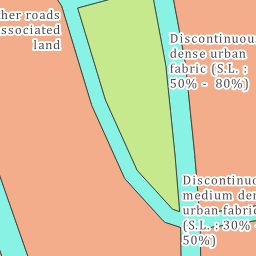 her roads
ssociated
land
Discontinuous
dense urban
fabric (S.L. :
50% - 80%)
Discontinuo
medium den
urban fabric
(S.L. : 30% -
50%)